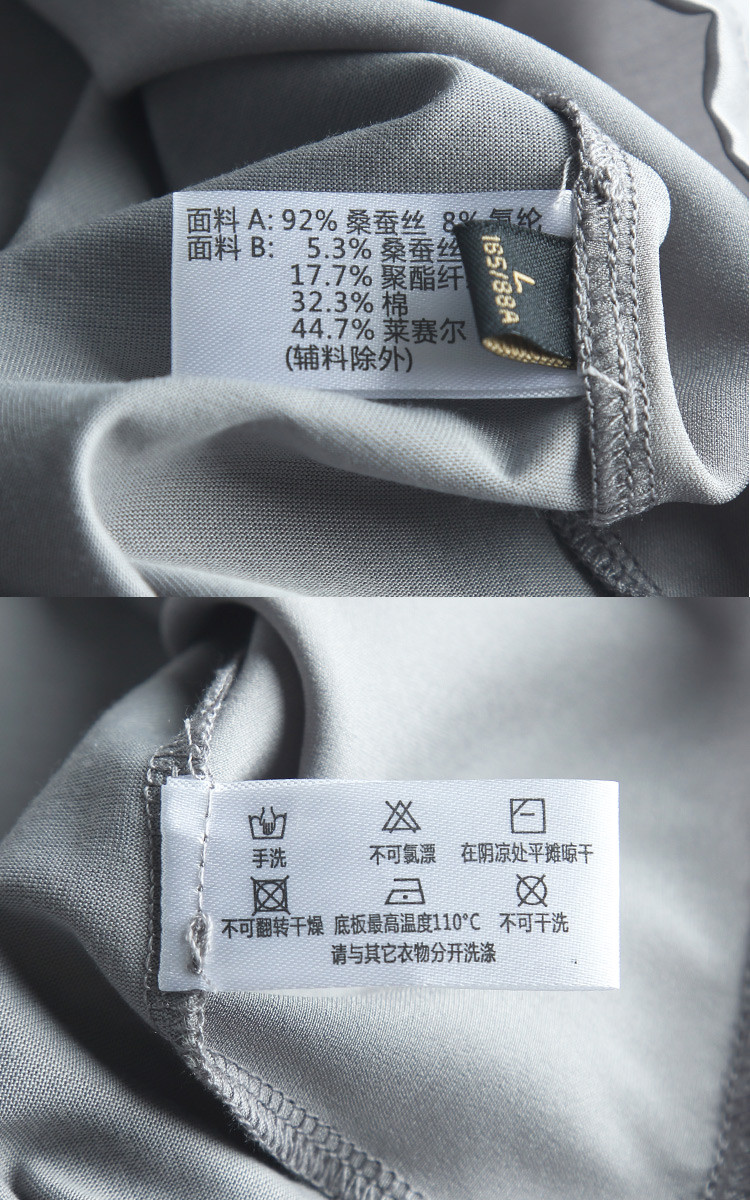 面料 A: 92% 桑蚕丝 8% 氨纶
面料 B: 5.3% 桑蚕丝
17.7% 聚酯纤
32.3% 棉
44.7% 莱赛尔
(辅料除外)
L
185/88A
手洗
不可氯漂
在阴凉处平摊晾干
不可翻转干燥
底板最高温度110°C
不可干洗
请与其它衣物分开洗涤